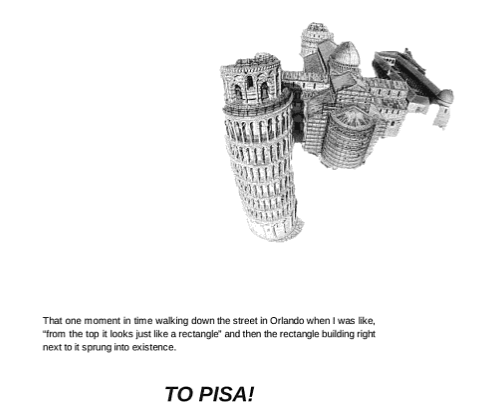 That one moment in time walking down the street in Orlando when I was like,
“from the top it looks just like a rectangle” and then the rectangle building right
next to it sprung into existence.
TO PISA!